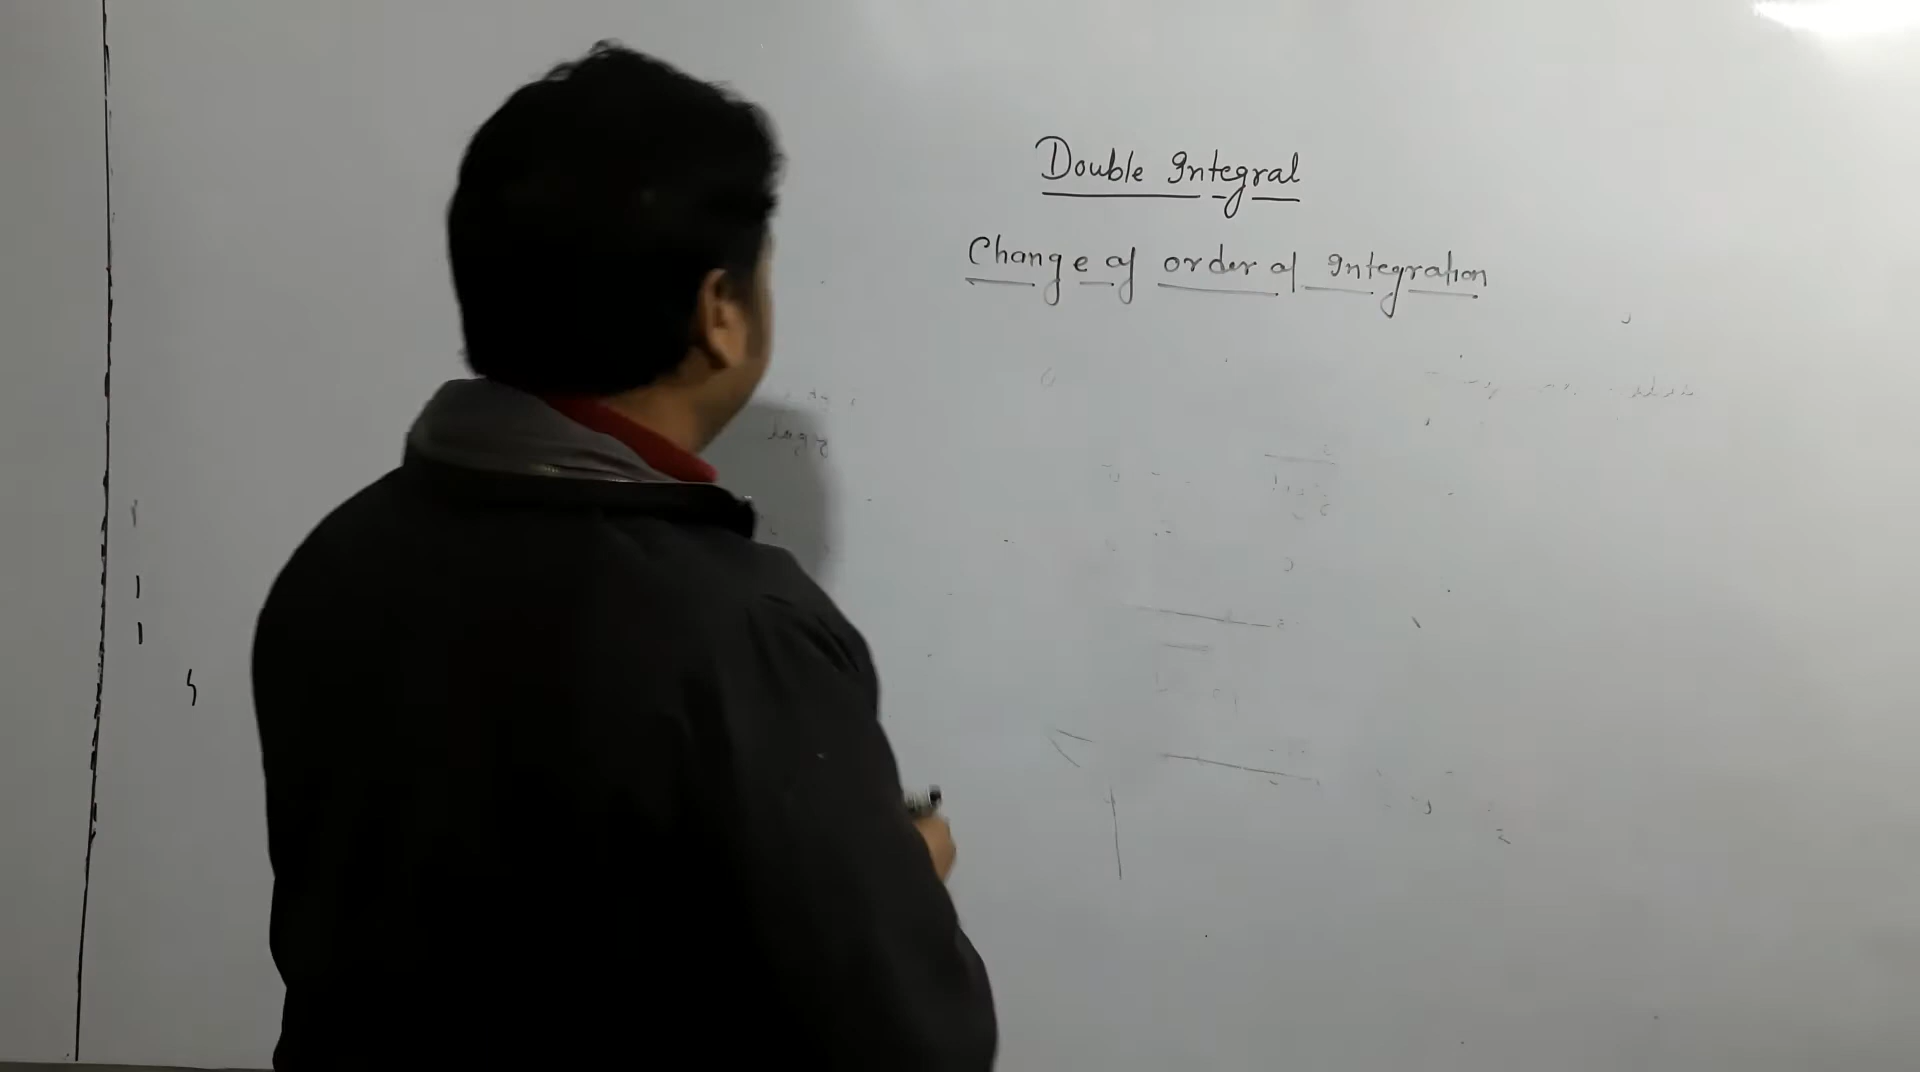 Double Integral
Change of order of Integration